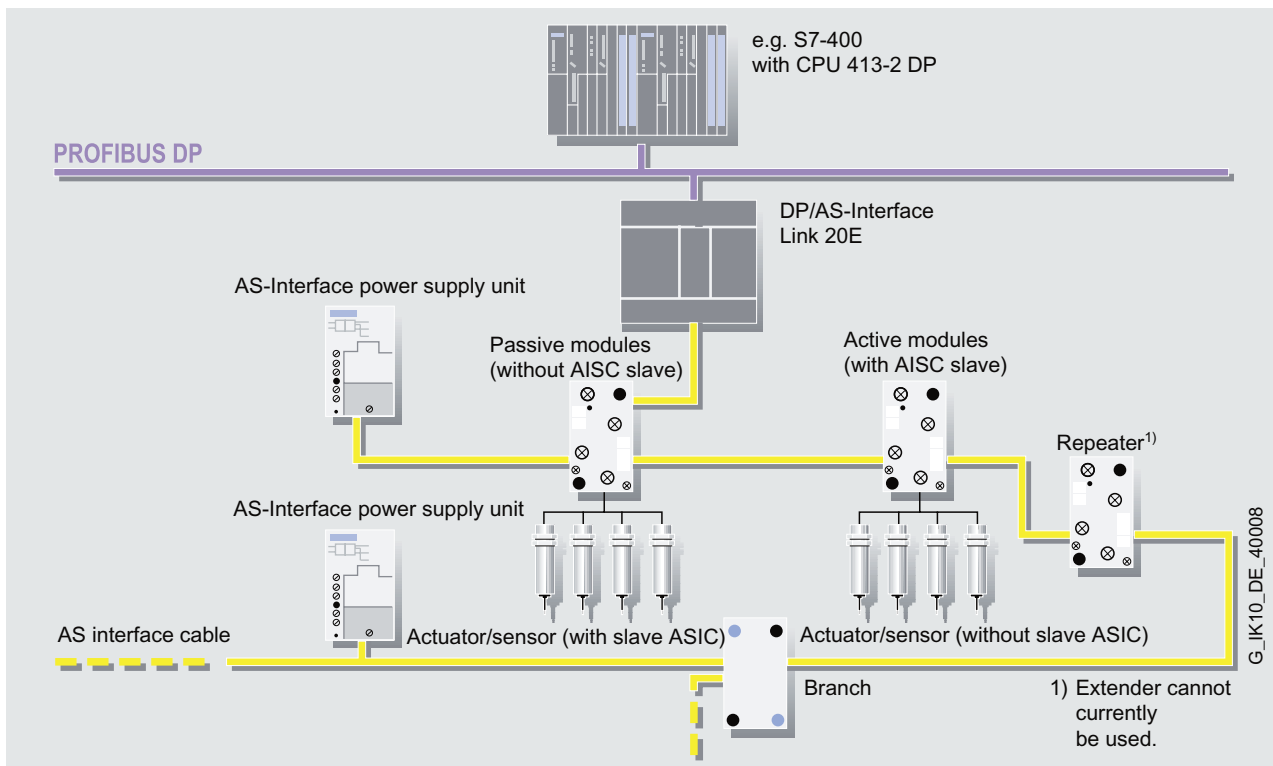 e.g. S7-400
with CPU 413-2 DP
PROFIBUS DP
DP/AS-Interface
Link 20E
AS-Interface power supply unit
Passive modules
(without AISC slave)
Active modules
(with AISC slave)
Repeater1)
AS-Interface power supply unit
AS interface cable
Actuator/sensor (with slave ASIC)
Actuator/sensor (without slave ASIC)
Branch
1) Extender cannot
currently
be used.
G_IK10_DE_40008